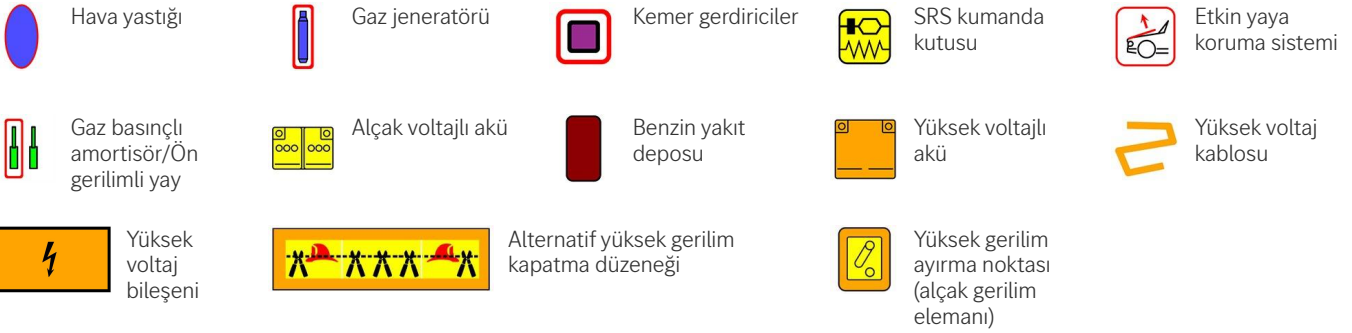 Hava yastığı
Gaz jeneratörü
Kemer gerdiriciler
SRS kumanda
kutusu
Etkin yaya
koruma sistemi
Gaz basınçlı
amortisör/Ön
gerilimli yay
Alçak voltajlı akü
Benzin yakıt
deposu
Yüksek voltajlı
akü
Yüksek voltaj
kablosu
Yüksek
voltaj
bileşeni
Alternatif yüksek gerilim
kapatma düzeneği
Yüksek gerilim
ayırma noktası
(alçak gerilim
elemanı)